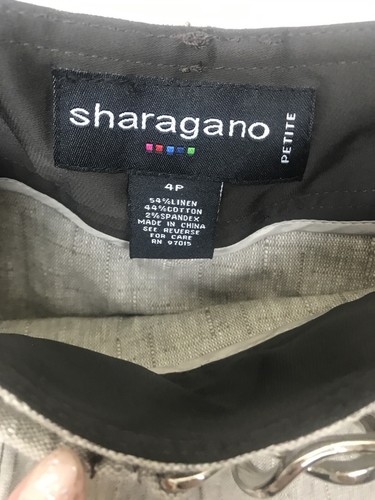 sharagano
PETITE
4P
54%LINEN
44%COTTON
2%SPANDEX
MADE IN CHINA
SEE REVERSE
FOR CARE
RN 97015